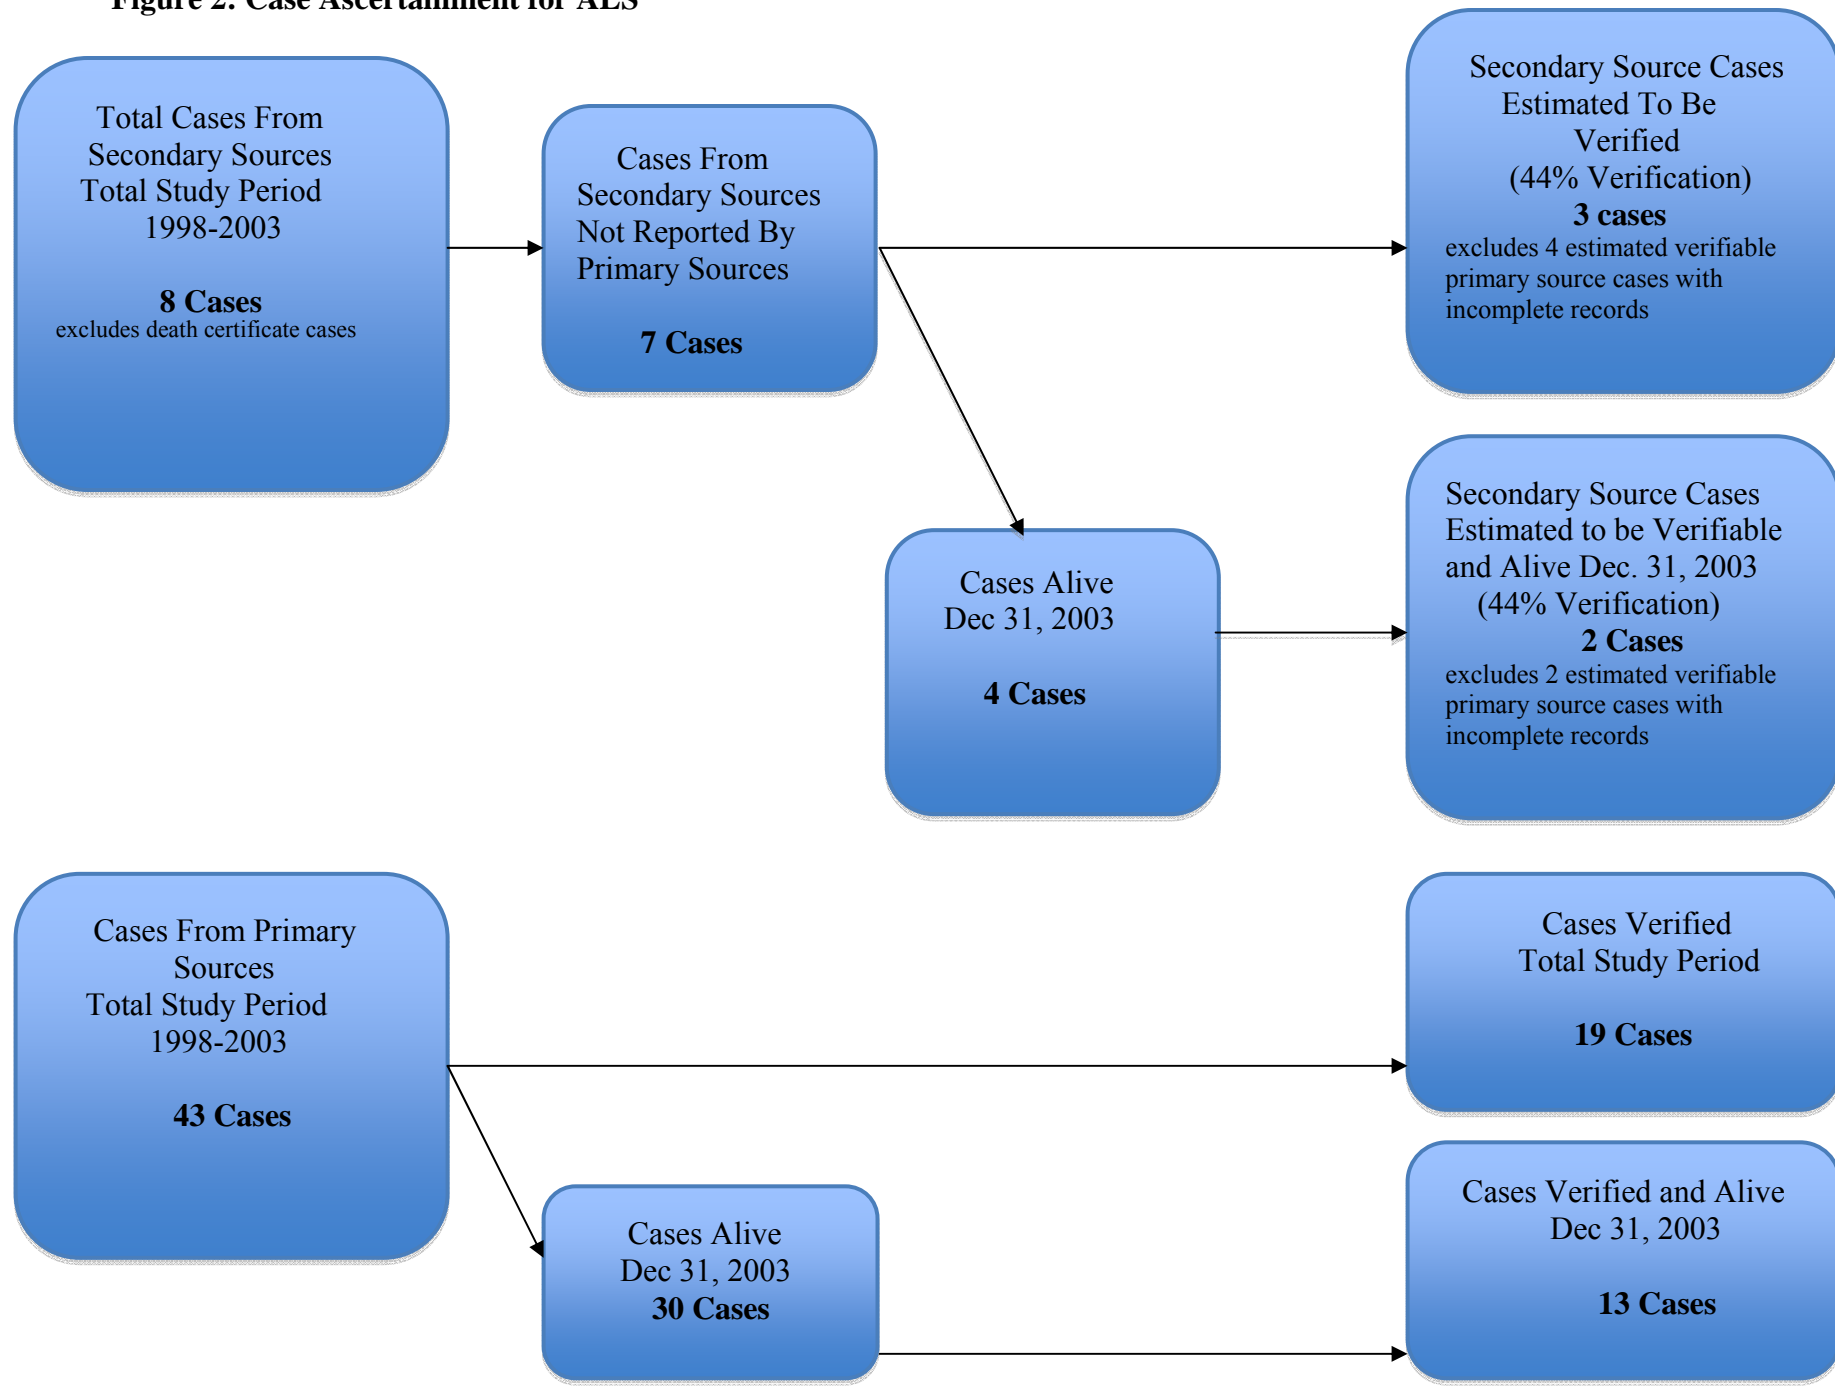 Figure 2: Case Ascertainment for ALS
Total Cases From
Secondary Sources
Total Study Period
1998-2003
8 Cases
excludes death certificate cases
Cases From
Secondary Sources
Not Reported By
Primary Sources
7 Cases
Secondary Source Cases
Estimated To Be
Verified
(44% Verification)
3 cases
excludes 4 estimated verifiable
primary source cases with
incomplete records
Cases Alive
Dec 31, 2003
4 Cases
Secondary Source Cases
Estimated to be Verifiable
and Alive Dec. 31, 2003
(44% Verification)
2 Cases
excludes 2 estimated verifiable
primary source cases with
incomplete records
Cases From Primary
Sources
Total Study Period
1998-2003
43 Cases
Cases Verified
Total Study Period
19 Cases
Cases Alive
Dec 31, 2003
30 Cases
Cases Verified and Alive
Dec 31, 2003
13 Cases